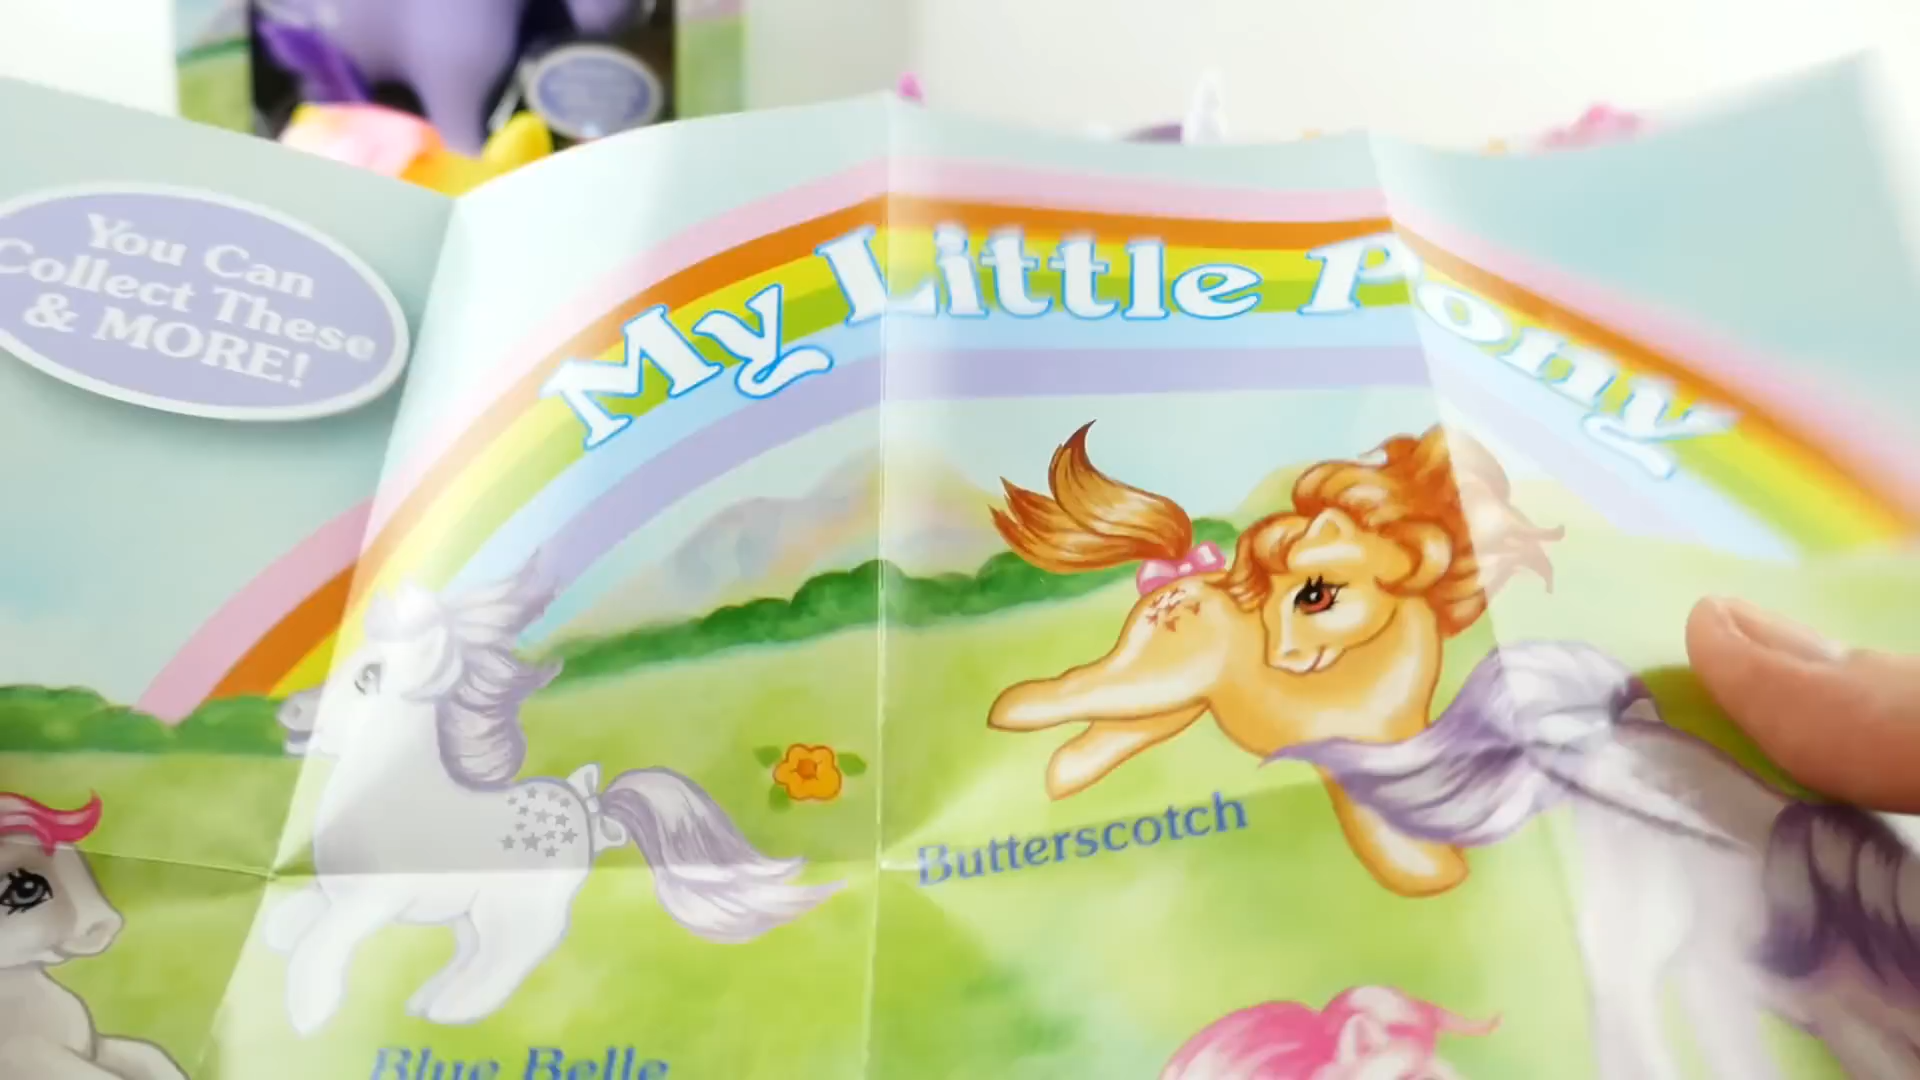 You Can
Collect These
& MORE!
My Little Pony
Butterscotch
Blue Belle